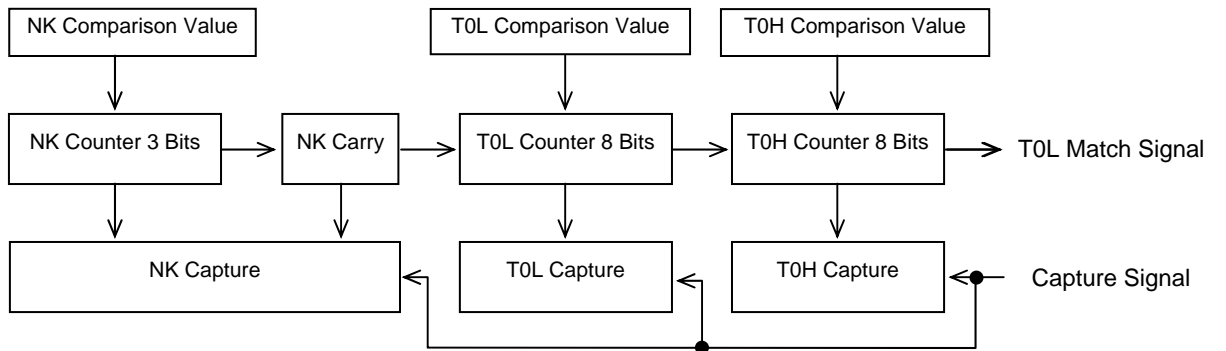 NK Comparison Value
T0L Comparison Value
T0H Comparison Value
NK Counter 3 Bits
NK Carry
T0L Counter 8 Bits
T0H Counter 8 Bits
T0L Match Signal
NK Capture
T0L Capture
T0H Capture
Capture Signal